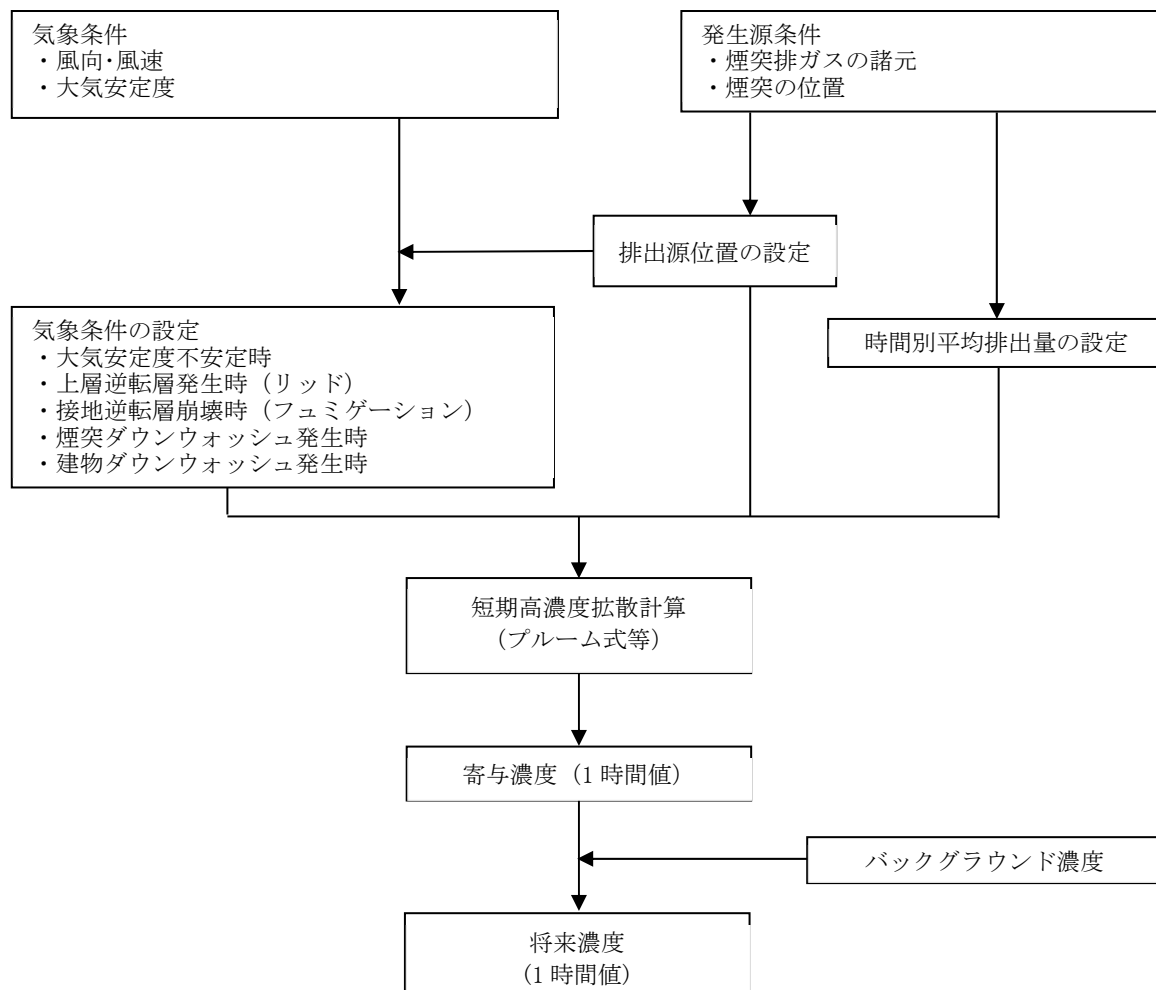 気象条件
・風向・風速
・大気安定度
発生源条件
・煙突排ガスの諸元
・煙突の位置
排出源位置の設定
気象条件の設定
・大気安定度不安定時
・上層逆転層発生時（リッド）
・接地逆転層崩壊時（フュミゲーション）
・煙突ダウンウォッシュ発生時
・建物ダウンウォッシュ発生時
時間別平均排出量の設定
短期高濃度拡散計算
（プルーム式等）
寄与濃度（1 時間値）
バックグラウンド濃度
将来濃度
（1 時間値）